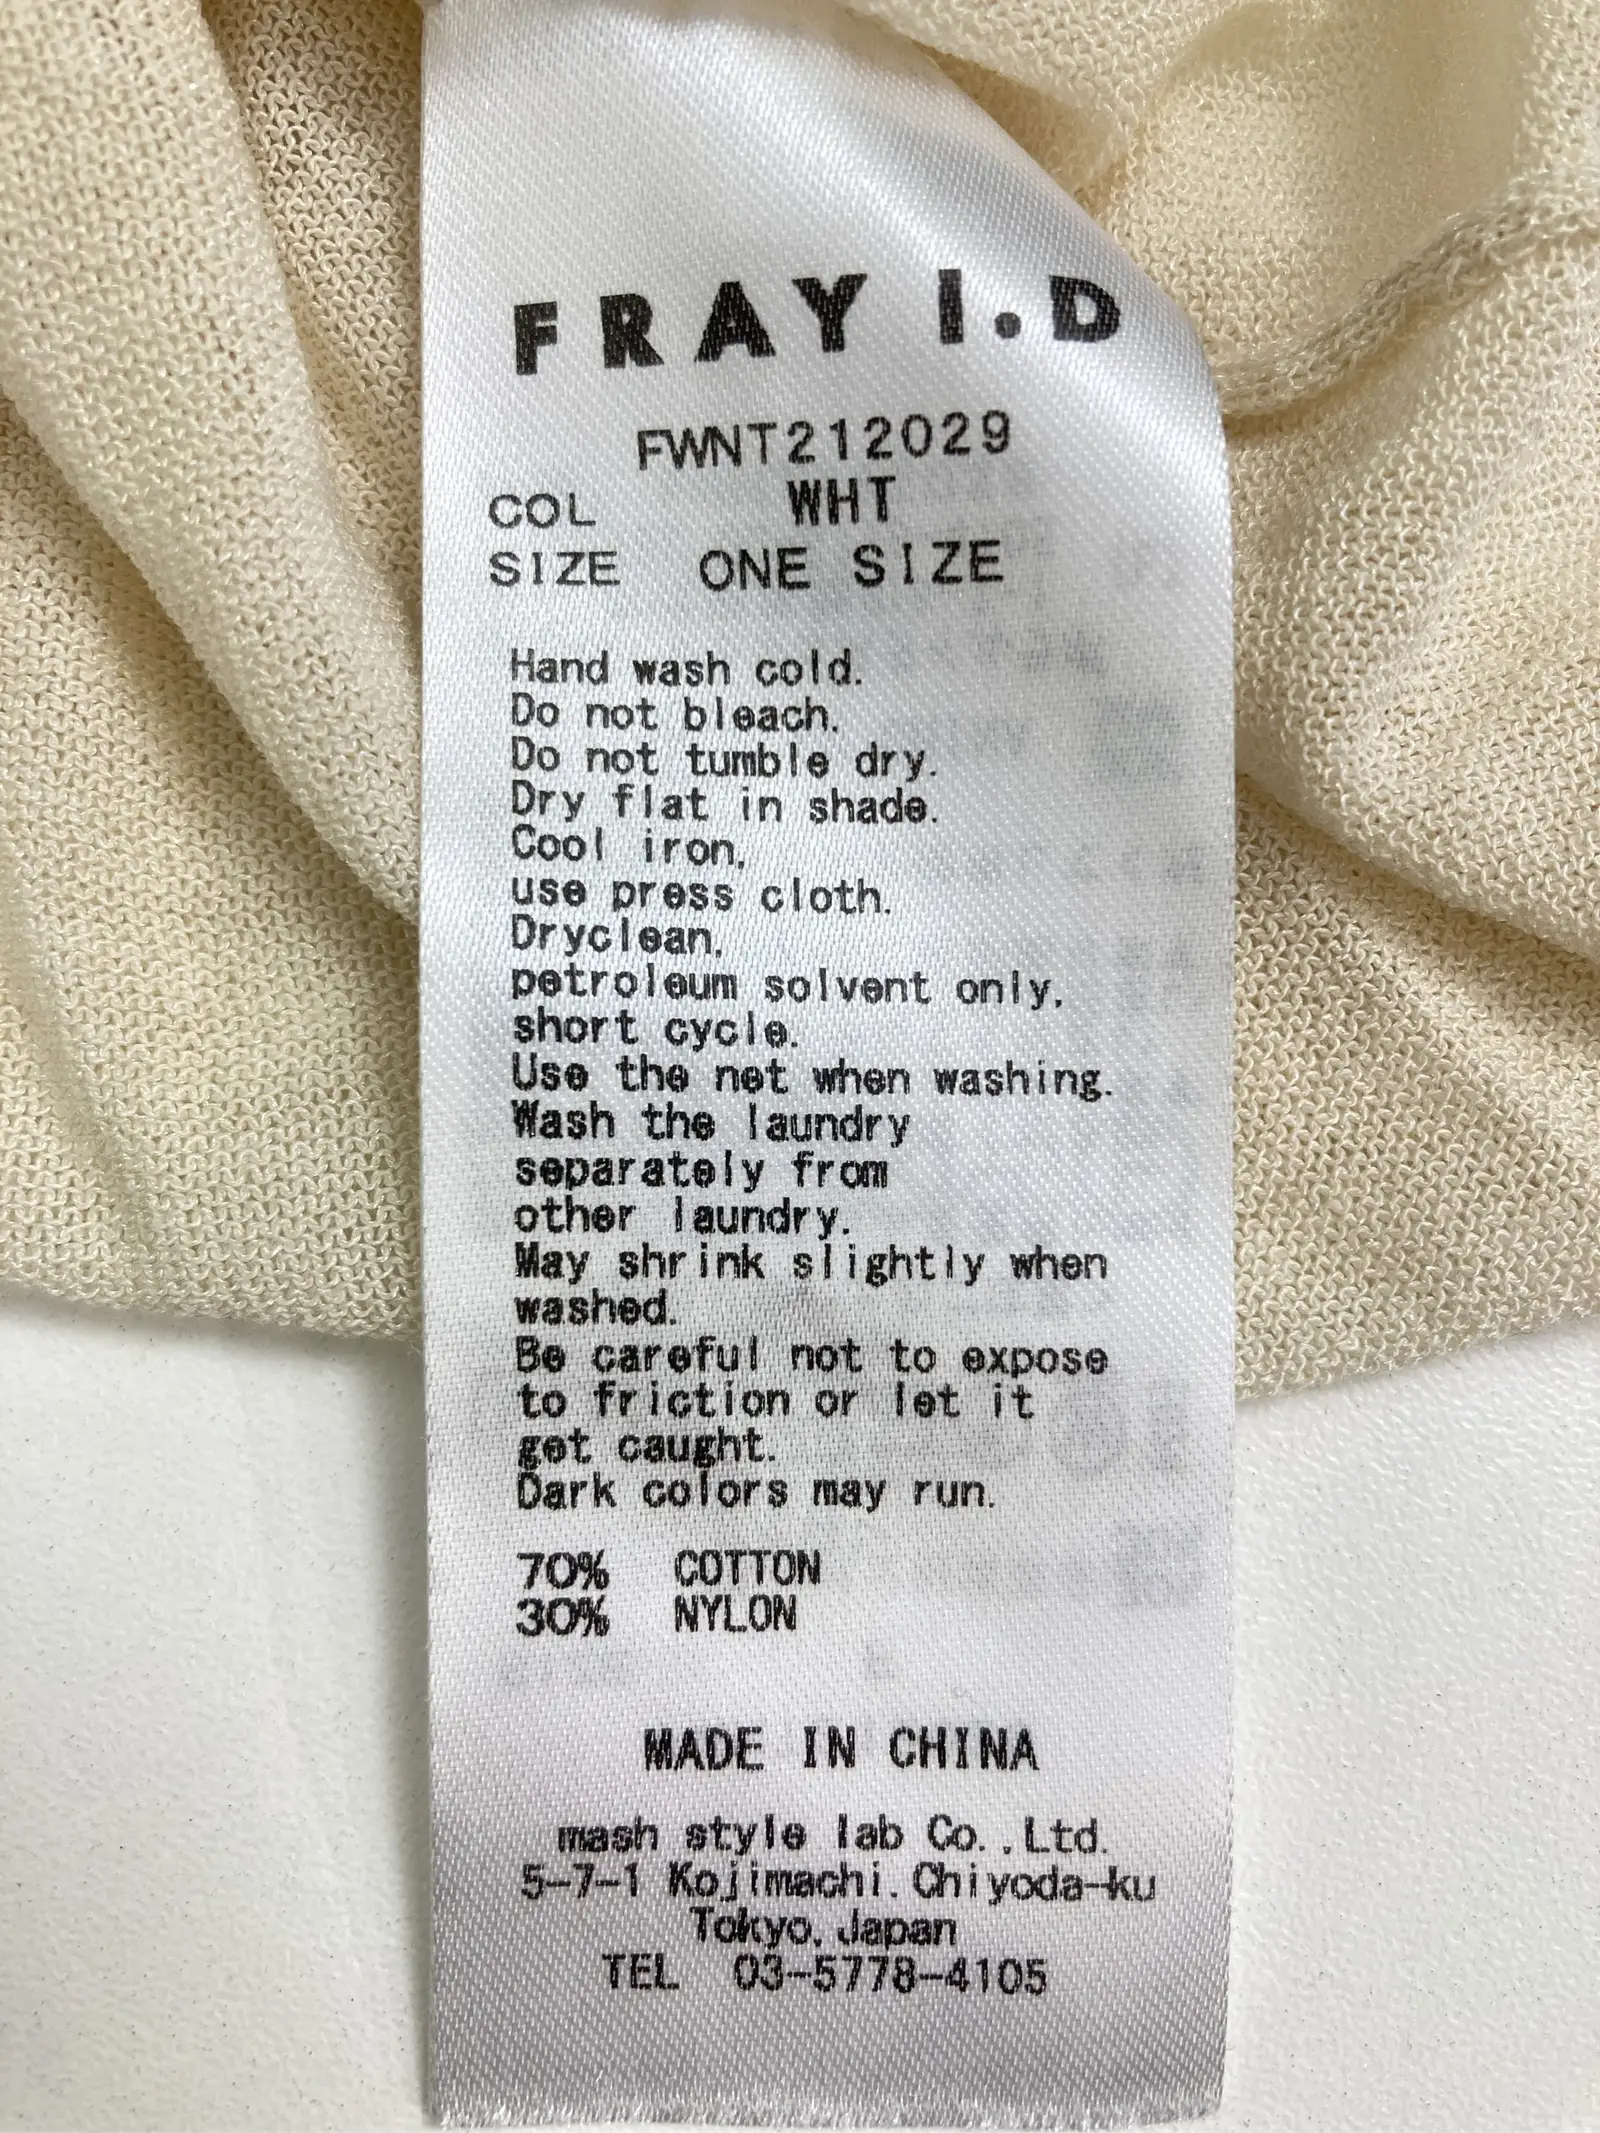 FRAY I.D
FWNT212029
COL WHT
SIZE ONE SIZE
Hand wash cold.
Do not bleach.
Do not tumble dry.
Dry flat in shade.
Cool iron,
use press cloth.
Dryclean,
petroleum solvent only,
short cycle.
Use the net when washing.
Wash the laundry
separately from
other laundry.
May shrink slightly when
washed.
Be careful not to expose
to friction or let it
get caught.
Dark colors may run.
70% COTTON
30% NYLON
MADE IN CHINA
mash style lab Co.,Ltd.
5-7-1 Kojimachi,Chiyoda-ku
Tokyo,Japan
TEL 03-5778-4105